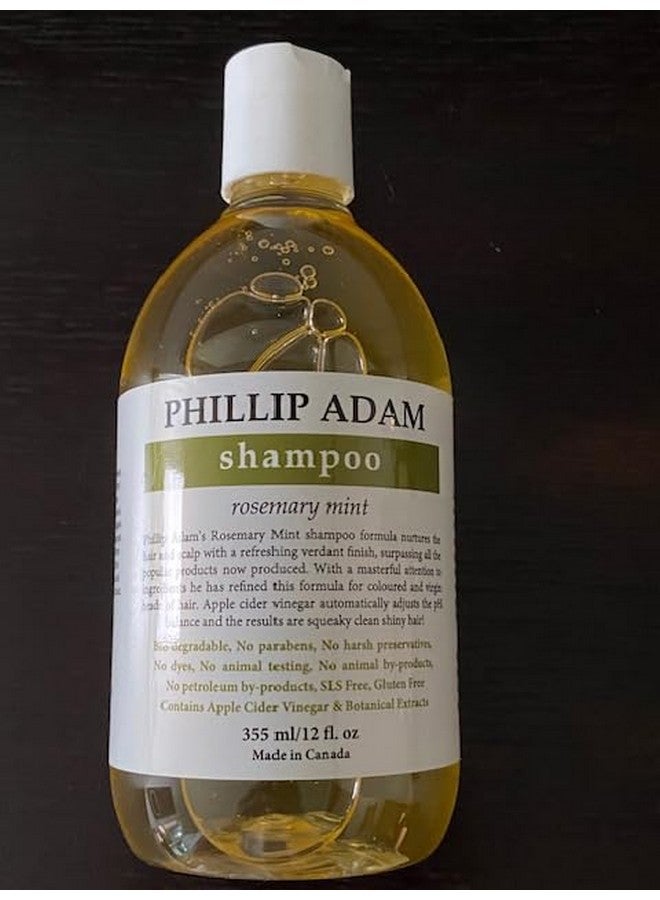 PHILLIP ADAM
shampoo
rosemary mint
Phillip Adam's Rosemary Mint shampoo formula nurtures the
hair and scalp with a refreshing verdant finish, surpassing all the
popular products now produced. With a masterful attention to
ingredients he has refined this formula for coloured and virgin
heads of hair. Apple cider vinegar automatically adjusts the pH
balance and the results are squeaky clean shiny hair!
Bio degradable, No parabens, No harsh preservatives,
No dyes, No animal testing, No animal by-products,
No petroleum by-products, SLS Free, Gluten Free
Contains Apple Cider Vinegar & Botanical Extracts
355 ml/12 fl. oz
Made in Canada